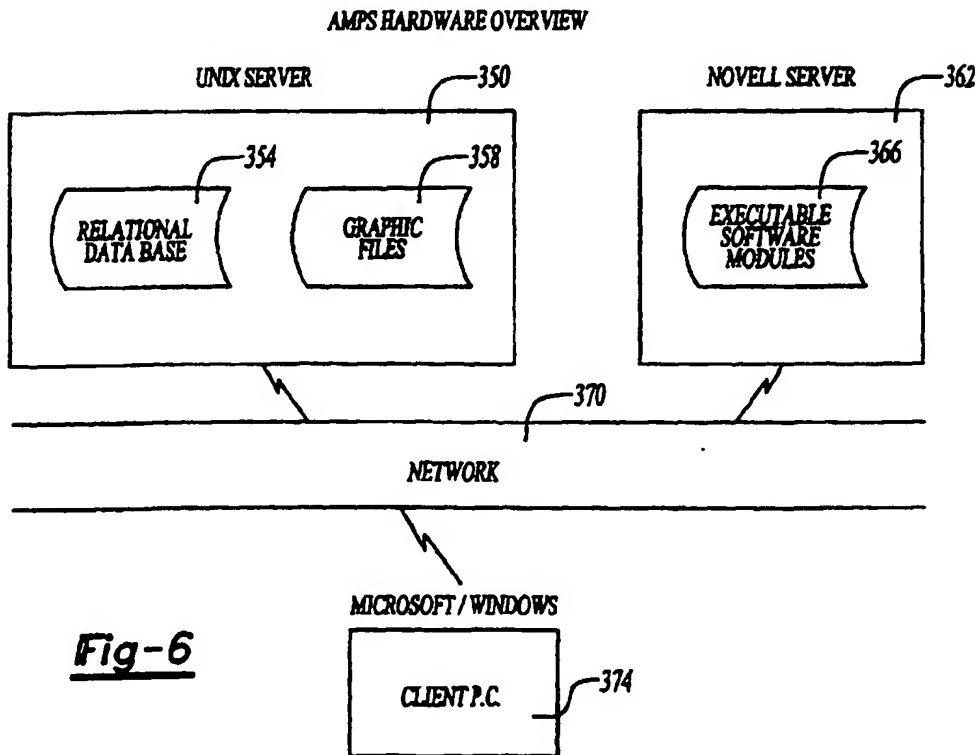 AMPS HARDWARE OVERVIEW
UNIX SERVER
350
NOVELL SERVER
362
354
358
366
RELATIONAL
DATA BASE
GRAPHIC
FILES
EXECUTABLE
SOFTWARE
MODULES
370
NETWORK
MICROSOFT / WINDOWS
Fig-6
CLIENT P.C.
374